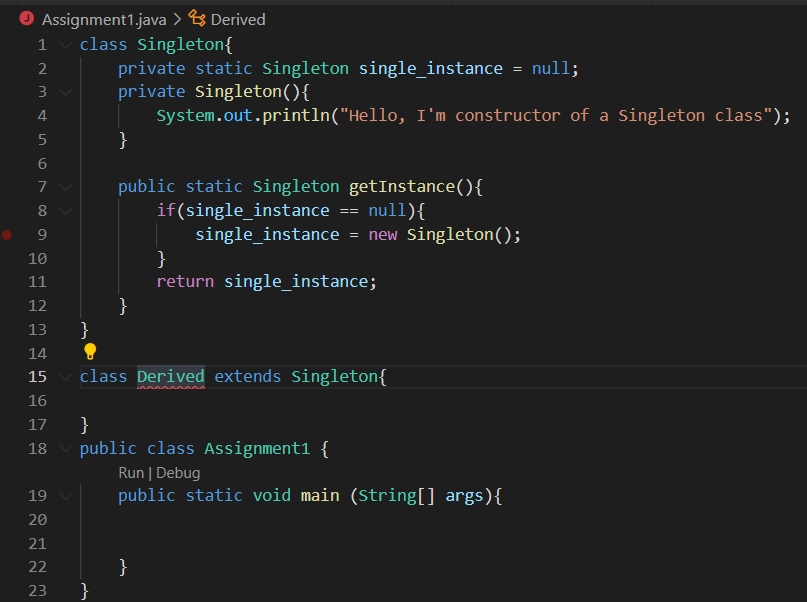 J Assignment1.java > Derived
1 class Singleton{
2 private static Singleton single_instance = null;
3 private Singleton(){
4 System.out.println("Hello, I'm constructor of a Singleton class");
5 }
6
7 public static Singleton getInstance(){
8 if(single_instance == null){
9 single_instance = new Singleton();
10 }
11 return single_instance;
12 }
13 }
14
15 class Derived extends Singleton{
16
17 }
18 public class Assignment1 {
Run | Debug
19 public static void main (String[] args){
20
21
22 }
23 }